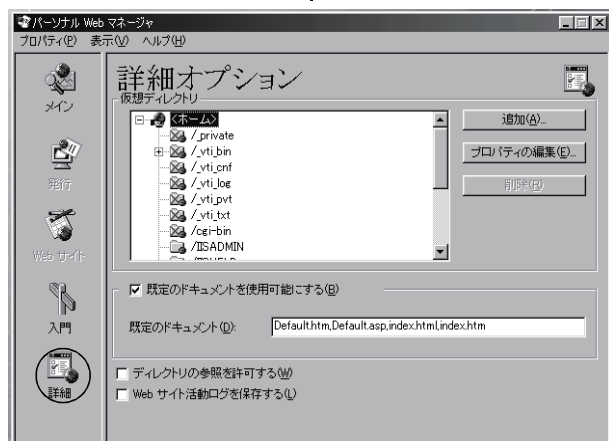 パーソナル Web マネージャ
プロパティ(P) 表示(V) ヘルプ(H)
メイン
発行
Web サイト
入門
詳細
詳細オプション
仮想ディレクトリ
<ホーム>
/_private
/_vti_bin
/_vti_cnf
/_vti_log
/_vti_pvt
/_vti_txt
/cgi-bin
/IISADMIN
追加(A)...
プロパティの編集(E)...
削除(R)
既定のドキュメントを使用可能にする(B)
既定のドキュメント(D):
Default.htm,Default.asp,index.html,index.htm
ディレクトリの参照を許可する(W)
Web サイト活動ログを保存する(L)